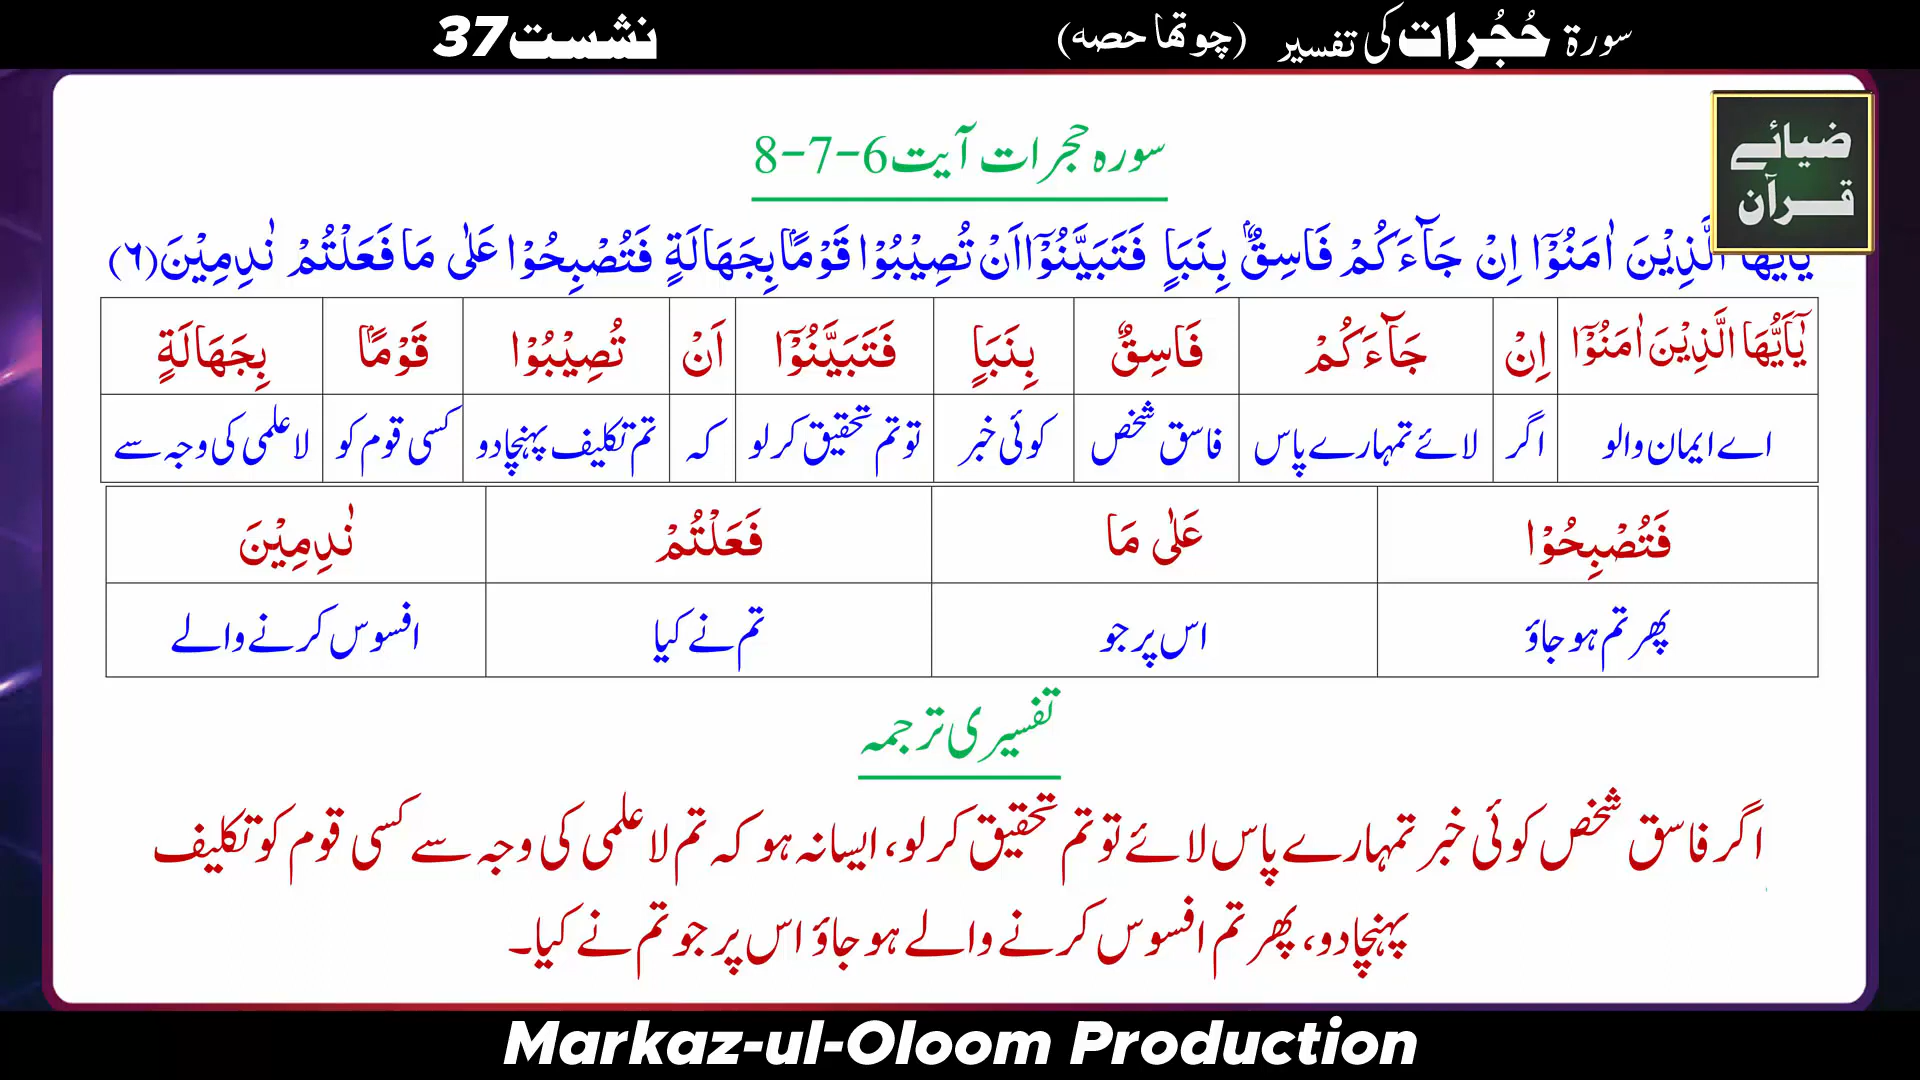 سورۃ حُجُرات کی تفسیر (چوتھا حصہ) نشست37
ضیائے
قرآن
سورہ حجرات آیت6-7-8
یٰۤاَیُّهَا الَّذِیْنَ اٰمَنُوْۤا اِنْ جَآءَكُمْ فَاسِقٌۢ بِنَبَاٍ فَتَبَیَّنُوْۤا اَنْ تُصِیْبُوْا قَوْمًۢا بِجَهَالَةٍ فَتُصْبِحُوْا عَلٰى مَا فَعَلْتُمْ نٰدِمِیْنَ(٦)
یٰۤاَیُّهَا الَّذِیْنَ اٰمَنُوْۤا اِنْ جَآءَكُمْ فَاسِقٌۢ بِنَبَاٍ فَتَبَیَّنُوْۤا اَنْ تُصِیْبُوْا قَوْمًۢا بِجَهَالَةٍ
اے ایمان والو اگر لائے تمہارے پاس فاسق شخص کوئی خبر تو تم تحقیق کرلو کہ تم تکلیف پہنچادو کسی قوم کو لا علمی کی وجہ سے
فَتُصْبِحُوْا عَلٰى مَا فَعَلْتُمْ نٰدِمِیْنَ
پھر تم ہو جاؤ اس پر جو تم نے کیا افسوس کرنے والے
تفسیری ترجمہ
اگر فاسق شخص کوئی خبر تمہارے پاس لائے تو تم تحقیق کرلو، ایسا نہ ہو کہ تم لا علمی کی وجہ سے کسی قوم کو تکلیف
پہنچادو، پھر تم افسوس کرنے والے ہو جاؤ اس پر جو تم نے کیا۔
Markaz-ul-Oloom Production